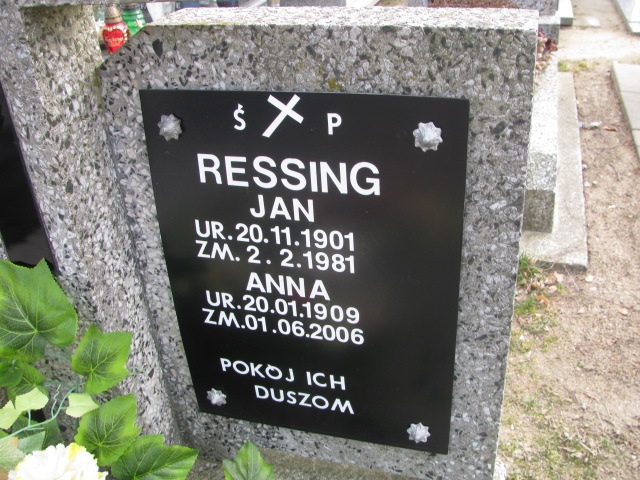 Ś P
RESSING
JAN
UR.20.11.1901
ZM. 2. 2.1981
ANNA
UR.20.01.1909
ZM.01.06.2006
POKÓJ ICH
DUSZOM